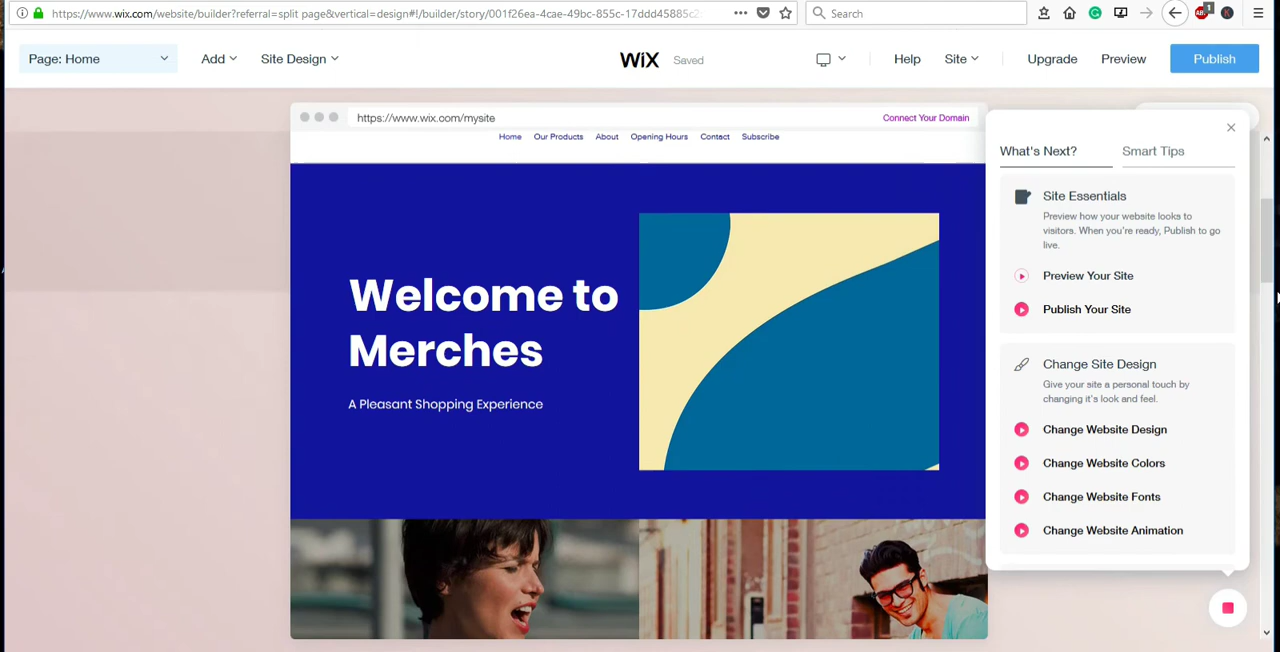 https://www.wix.com/website/builder?referral=split page&vertical=design#!/builder/story/001f26ea-4cae-49bc-855c-17ddd45885c2
Search
1
Page: Home
Add
Site Design
WiX
Saved
Help
Site
Upgrade
Preview
Publish
https://www.wix.com/mysite
Connect Your Domain
Home
Our Products
About
Opening Hours
Contact
Subscribe
Welcome to
Merches
A Pleasant Shopping Experience
What's Next?
Smart Tips
Site Essentials
Preview how your website looks to
visitors. When you're ready, Publish to go
live.
Preview Your Site
Publish Your Site
Change Site Design
Give your site a personal touch by
changing it's look and feel.
Change Website Design
Change Website Colors
Change Website Fonts
Change Website Animation